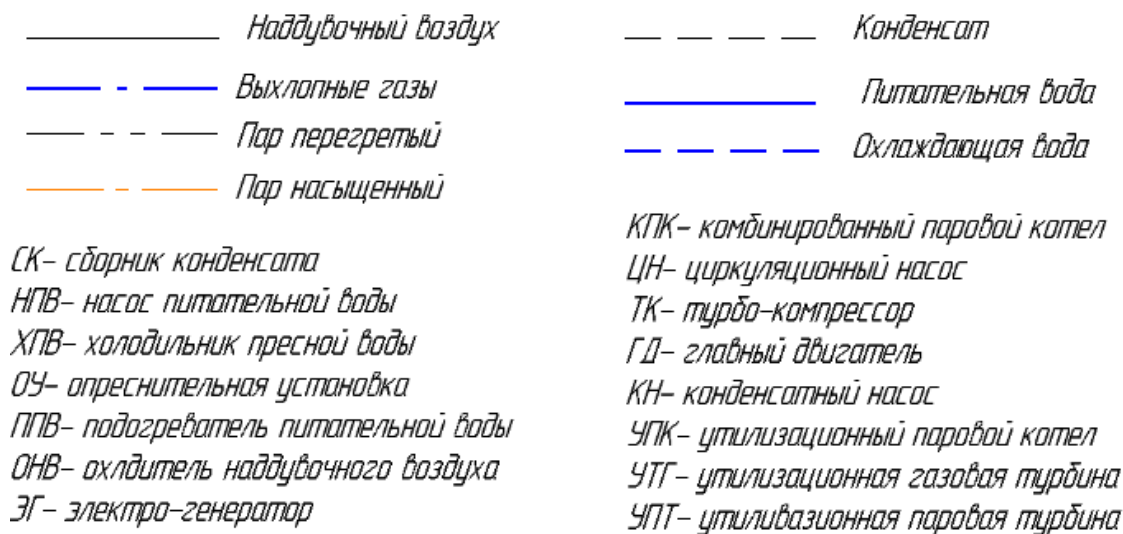 Наддувочный воздух
Выхлопные газы
Пар перегретый
Пар насыщенный
СК- сборник конденсата
НПВ- насос питательной воды
ХПВ- холодильник пресной воды
ОУ- опреснительная установка
ППВ- подогреватель питательной воды
ОНВ- охлдитель наддувочного воздуха
ЭГ- электро-генератор
Конденсат
Питательная вода
Охлаждающая вода
КПК- комбинированный паровой котел
ЦН- циркуляционный насос
ТК- турбо-компрессор
ГД- главный двигатель
КН- конденсатный насос
УПК- утилизационный паровой котел
УТГ- утилизационная газовая турбина
УПТ- утиливазионная паровая турбина